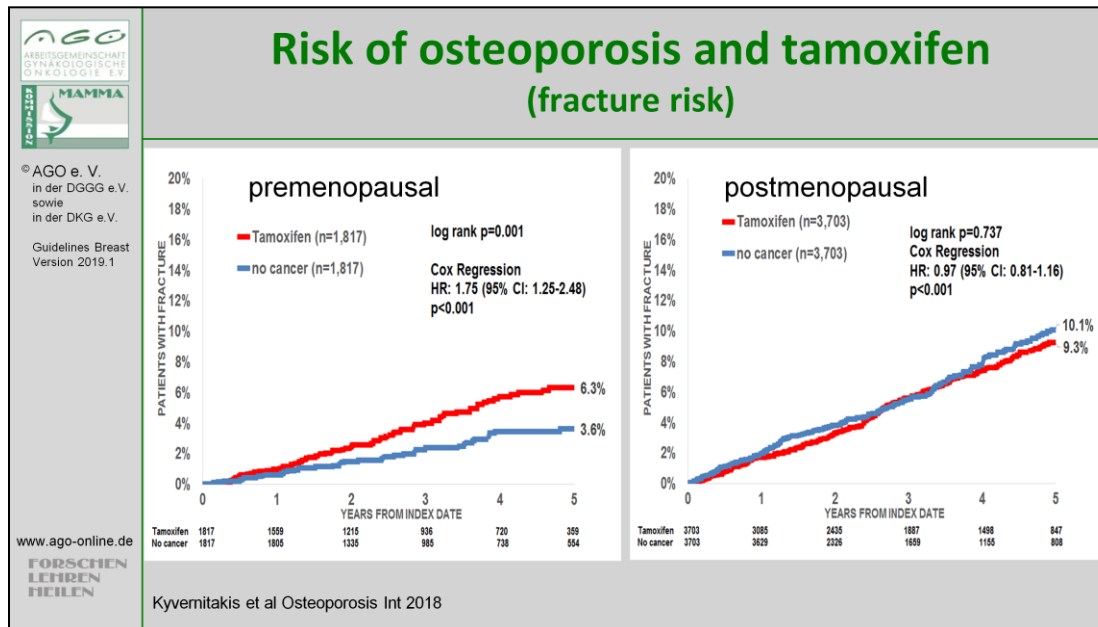 AGO
ARBEITSGEMEINSCHAFT
GYNÄKOLOGISCHE
ONKOLOGIE E.V.
KOMMISSION
MAMMA
© AGO e. V.
in der DGGG e.V.
sowie
in der DKG e.V.
Guidelines Breast
Version 2019.1
www.ago-online.de
FORSCHEN
LEHREN
HEILEN
Risk of osteoporosis and tamoxifen
(fracture risk)
premenopausal
PATIENTS WITH FRACTURE
20%
18%
16%
14%
12%
10%
8%
6%
4%
2%
0%
Tamoxifen (n=1,817)
no cancer (n=1,817)
log rank p=0.001
Cox Regression
HR: 1.75 (95% CI: 1.25-2.48)
p<0.001
6.3%
3.6%
0 1 2 3 4 5
YEARS FROM INDEX DATE
Tamoxifen 1817 1559 1215 936 720 359
No cancer 1817 1805 1335 985 738 554
postmenopausal
PATIENTS WITH FRACTURE
20%
18%
16%
14%
12%
10%
8%
6%
4%
2%
0%
Tamoxifen (n=3,703)
no cancer (n=3,703)
log rank p=0.737
Cox Regression
HR: 0.97 (95% CI: 0.81-1.16)
p<0.001
10.1%
9.3%
0 1 2 3 4 5
YEARS FROM INDEX DATE
Tamoxifen 3703 3085 2435 1887 1498 847
No cancer 3703 3629 2326 1659 1155 808
Kyvernitakis et al Osteoporosis Int 2018